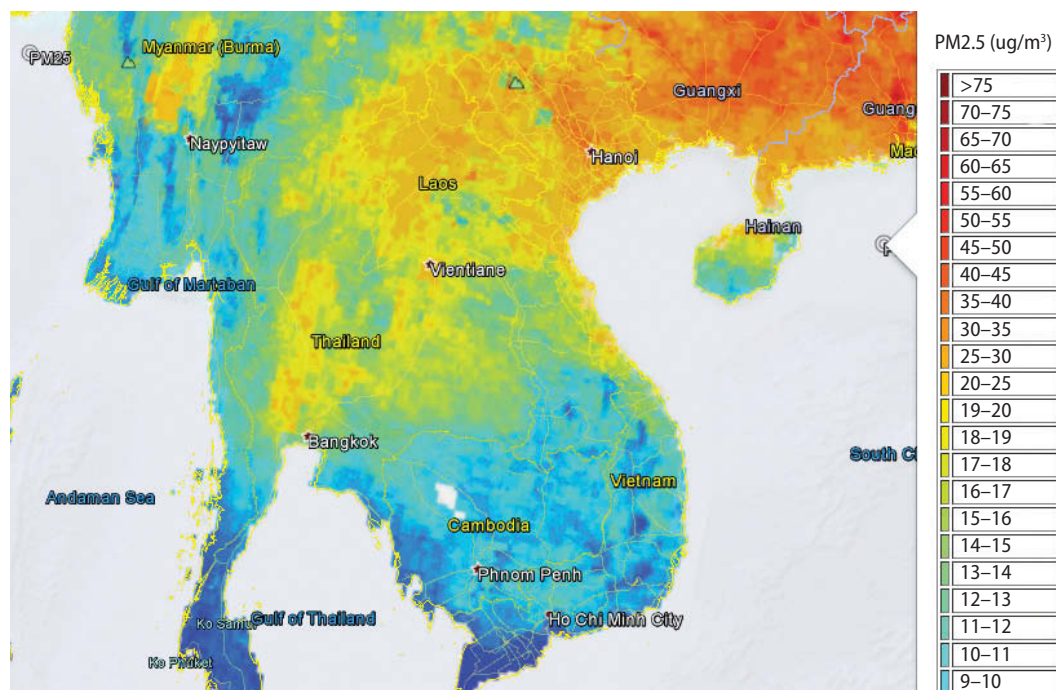 Myanmar (Burma)
PM25
Naypyitaw
Gulf of Martaban
Laos
Vientiane
Hanoi
Guangxi
Hainan
Thailand
Bangkok
Andaman Sea
Vietnam
Cambodia
Phnom Penh
Ho Chi Minh City
Gulf of Thailand
Ko Samui
Ko Phuket
PM2.5 (ug/m³)
>75
70–75
65–70
60–65
55–60
50–55
45–50
40–45
35–40
30–35
25–30
20–25
19–20
18–19
17–18
16–17
15–16
14–15
13–14
12–13
11–12
10–11
9–10